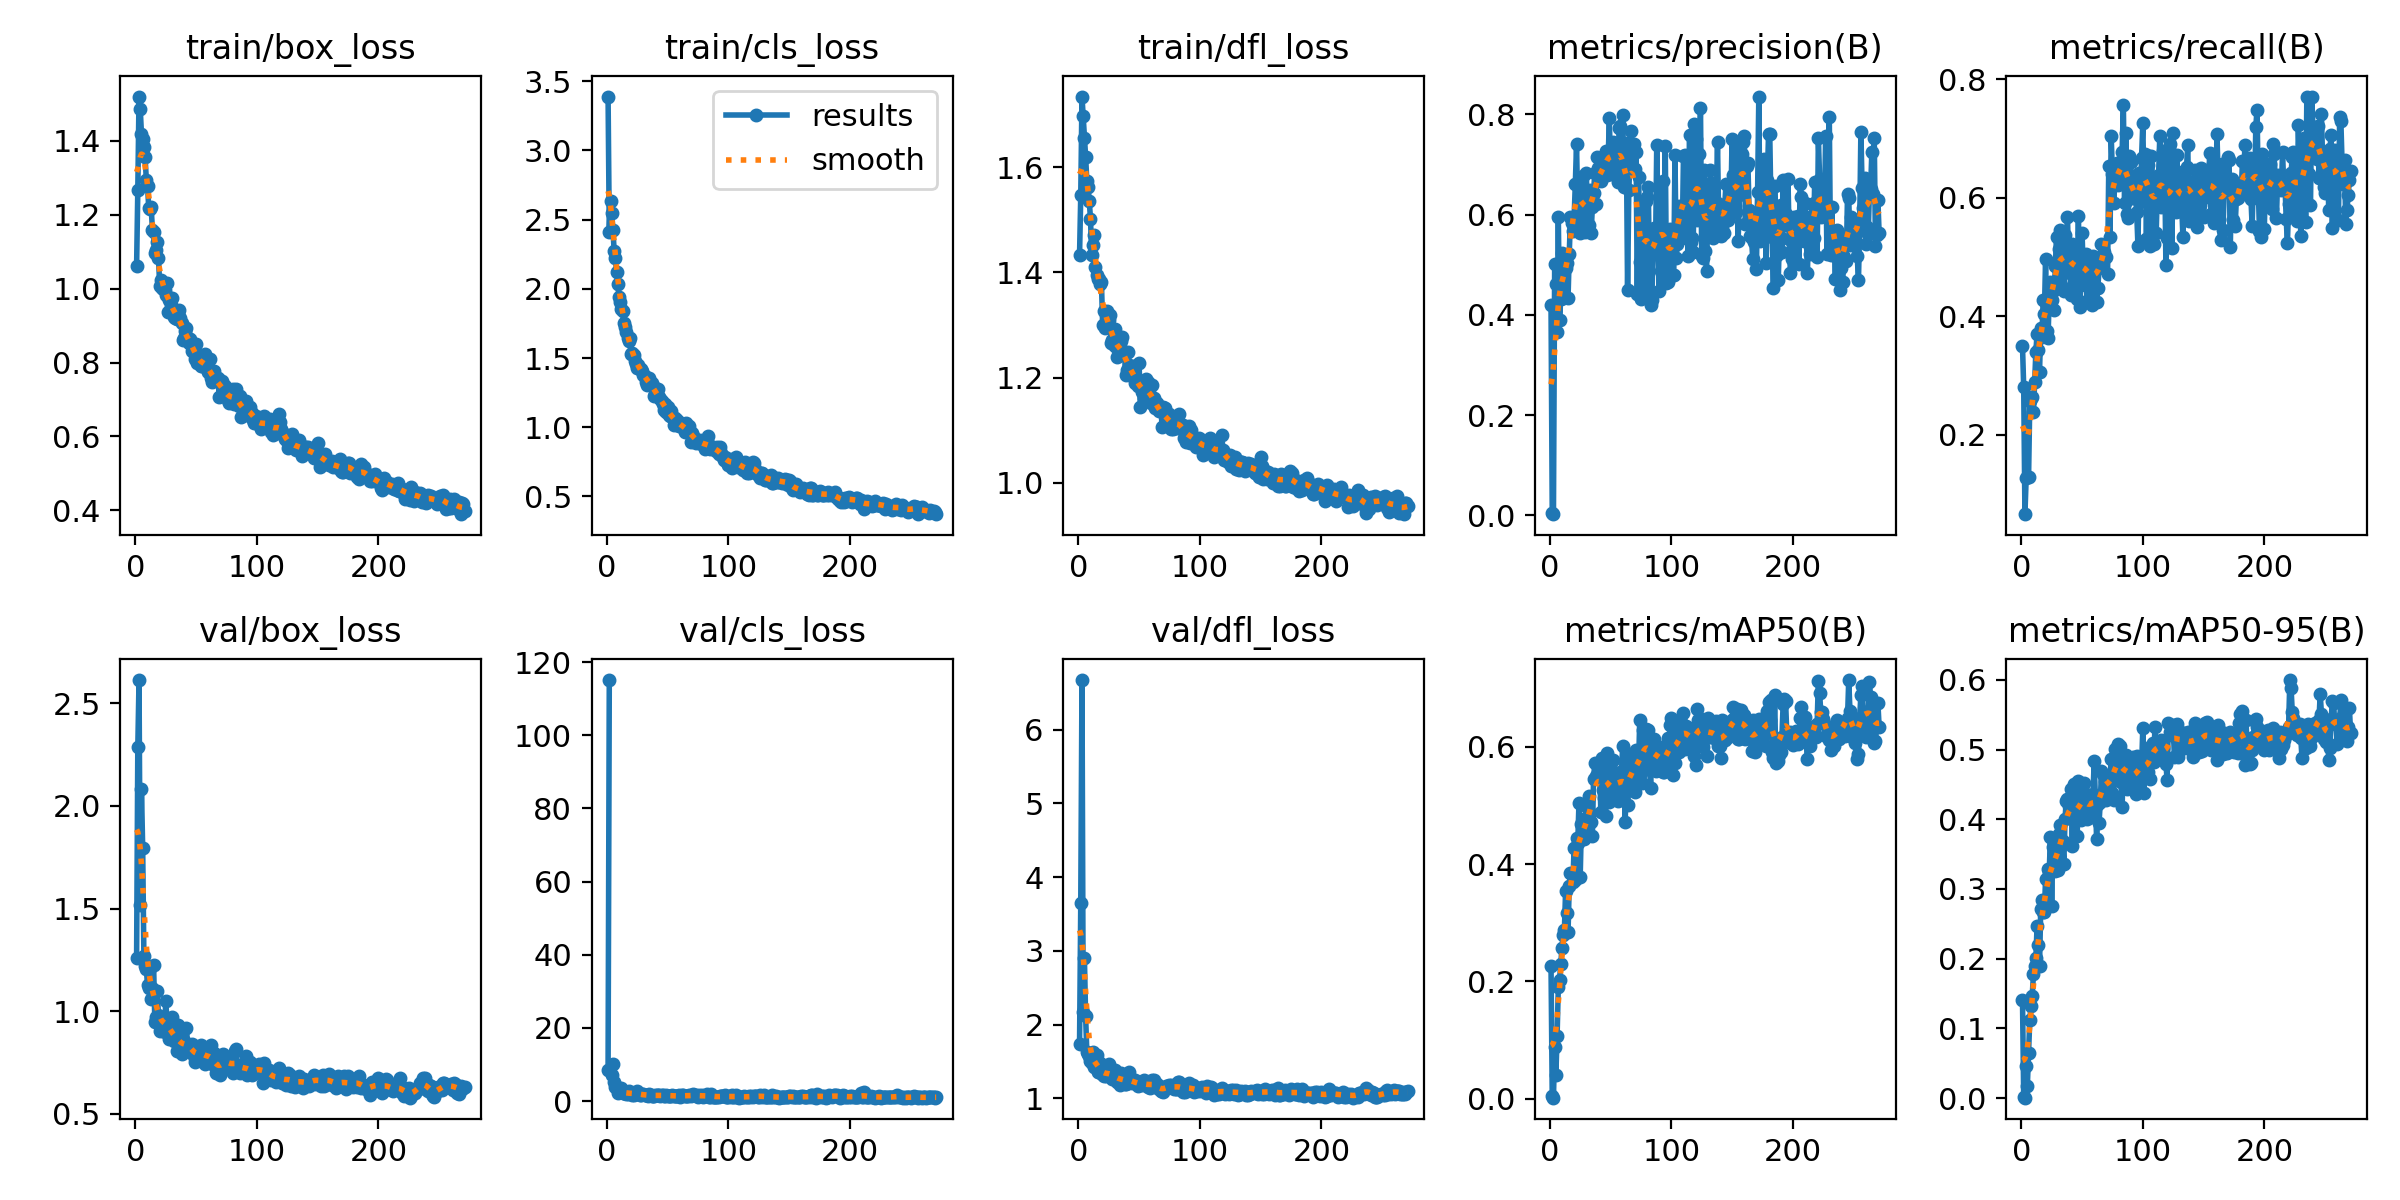 train/box_loss
1.4
1.2
1.0
0.8
0.6
0.4
0 100 200
train/cls_loss
results
smooth
3.5
3.0
2.5
2.0
1.5
1.0
0.5
0 100 200
train/dfl_loss
1.6
1.4
1.2
1.0
0 100 200
metrics/precision(B)
0.8
0.6
0.4
0.2
0.0
0 100 200
metrics/recall(B)
0.8
0.6
0.4
0.2
0 100 200
val/box_loss
2.5
2.0
1.5
1.0
0.5
0 100 200
val/cls_loss
120
100
80
60
40
20
0
0 100 200
val/dfl_loss
6
5
4
3
2
1
0 100 200
metrics/mAP50(B)
0.6
0.4
0.2
0.0
0 100 200
metrics/mAP50-95(B)
0.6
0.5
0.4
0.3
0.2
0.1
0.0
0 100 200